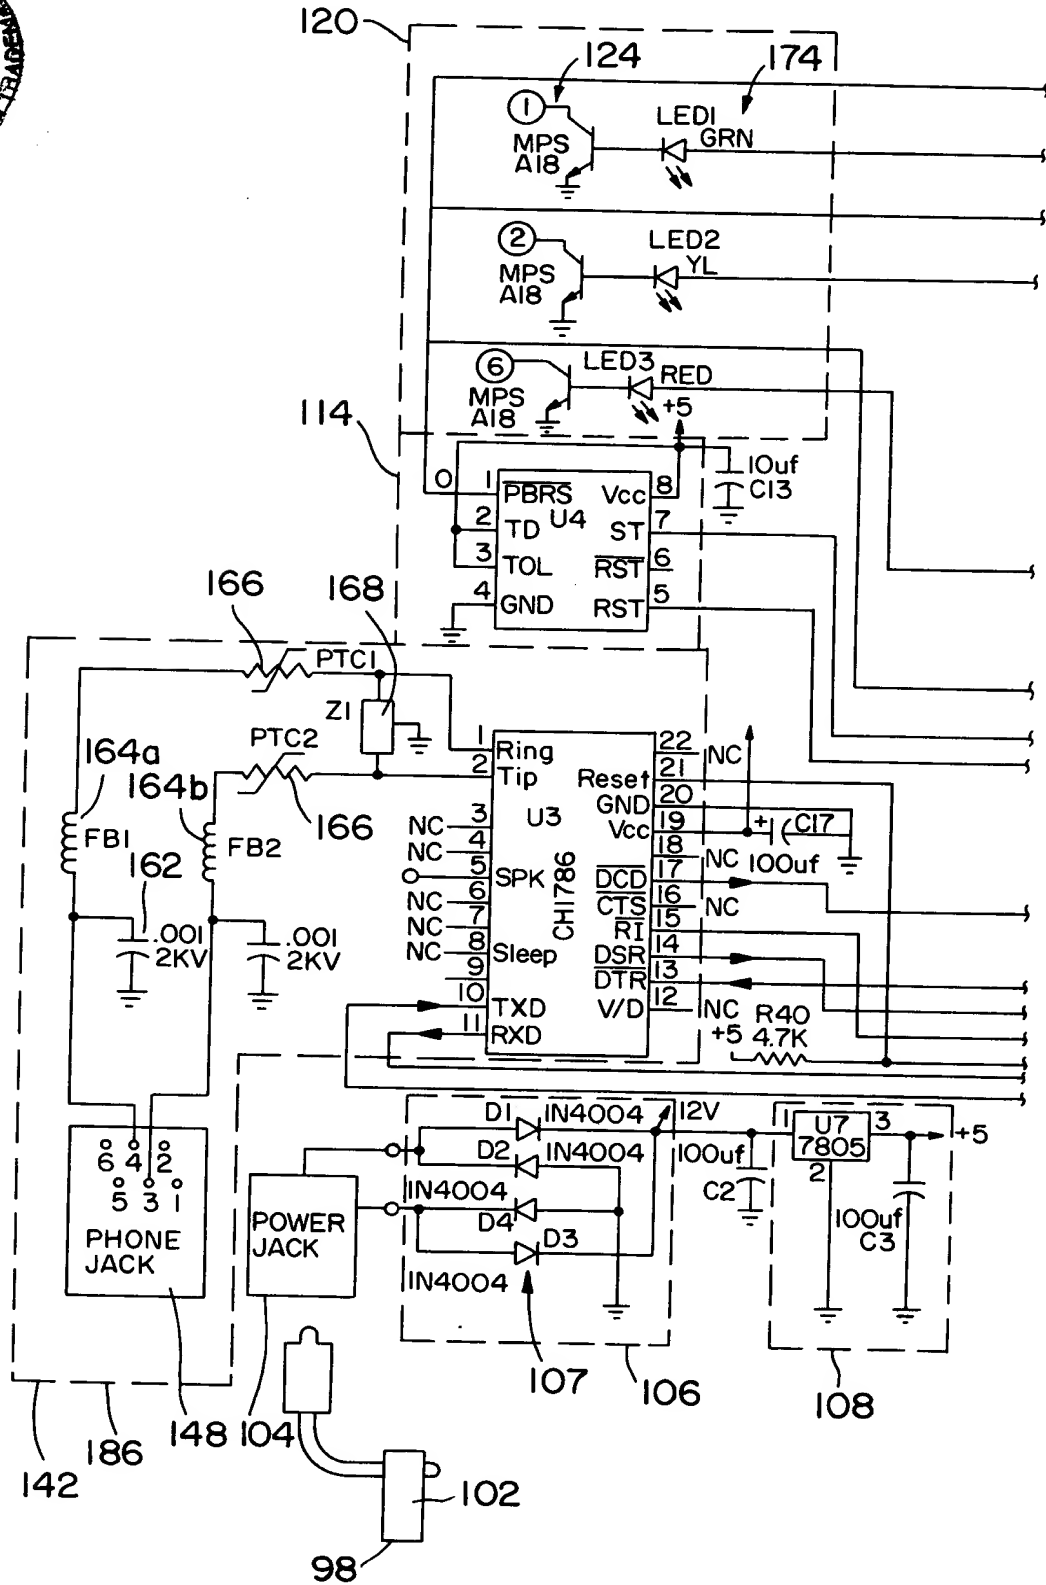 120
124
174
1
LED1
MPS
A18
GRN
2
LED2
MPS
A18
YL
6
LED3
RED
MPS
A18
+5
114
0
1
PBRS
Vcc
8
10uf
C13
2
TD
U4
ST
7
3
TOL
RST
6
4
GND
RST
5
166
168
PTC1
Z1
PTC2
164a
164b
166
FB1
FB2
162
.001
2KV
.001
2KV
1
Ring
22
NC
2
Tip
Reset
21
GND
20
U3
Vcc
19
+
C17
100uf
NC
3
18
NC
NC
4
DCD
17
5
SPK
CTS
16
NC
NC
6
RI
15
NC
7
DSR
14
NC
8
Sleep
DTR
13
9
V/D
12
NC
10
TXD
11
RXD
CH1786
R40
+5
4.7K
D1
1N4004
12V
D2
1N4004
100uf
C2
1N4004
D4
D3
1N4004
1
U7
7805
3
2
+5
100uf
C3
6
4
2
5
3
1
PHONE
JACK
POWER
JACK
107
106
108
148
104
186
142
102
98